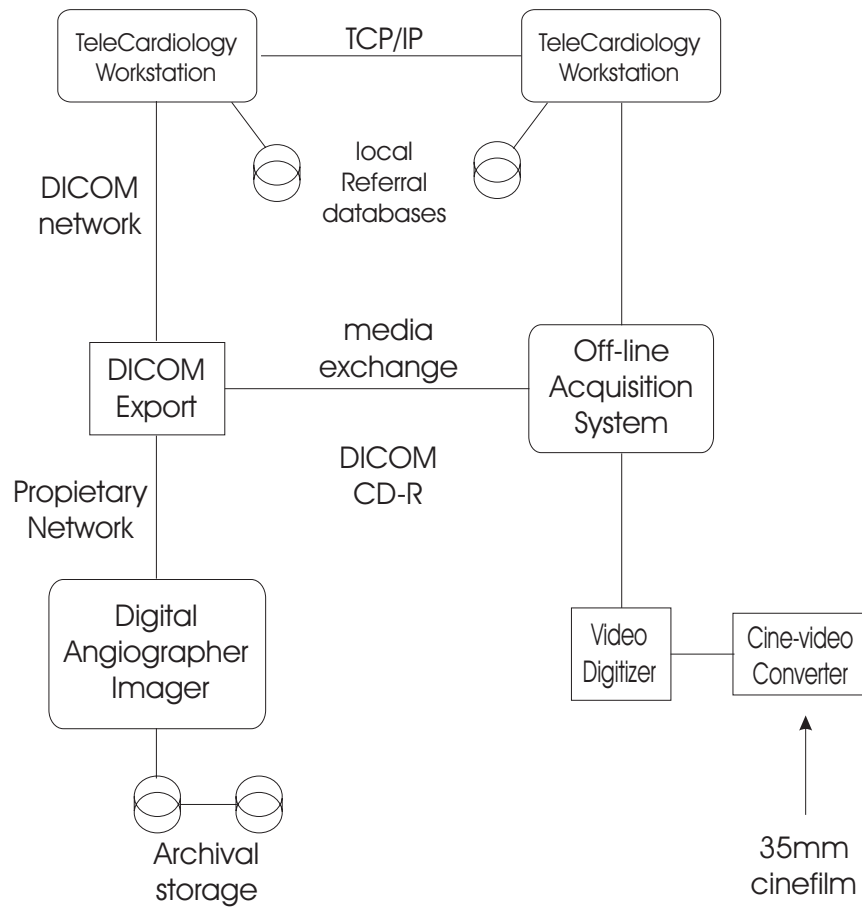 TeleCardiology
Workstation
TCP/IP
TeleCardiology
Workstation
local
Referral
databases
DICOM
network
DICOM
Export
media
exchange
DICOM
CD-R
Off-line
Acquisition
System
Propietary
Network
Digital
Angiographer
Imager
Video
Digitizer
Cine-video
Converter
Archival
storage
35mm
cinefilm